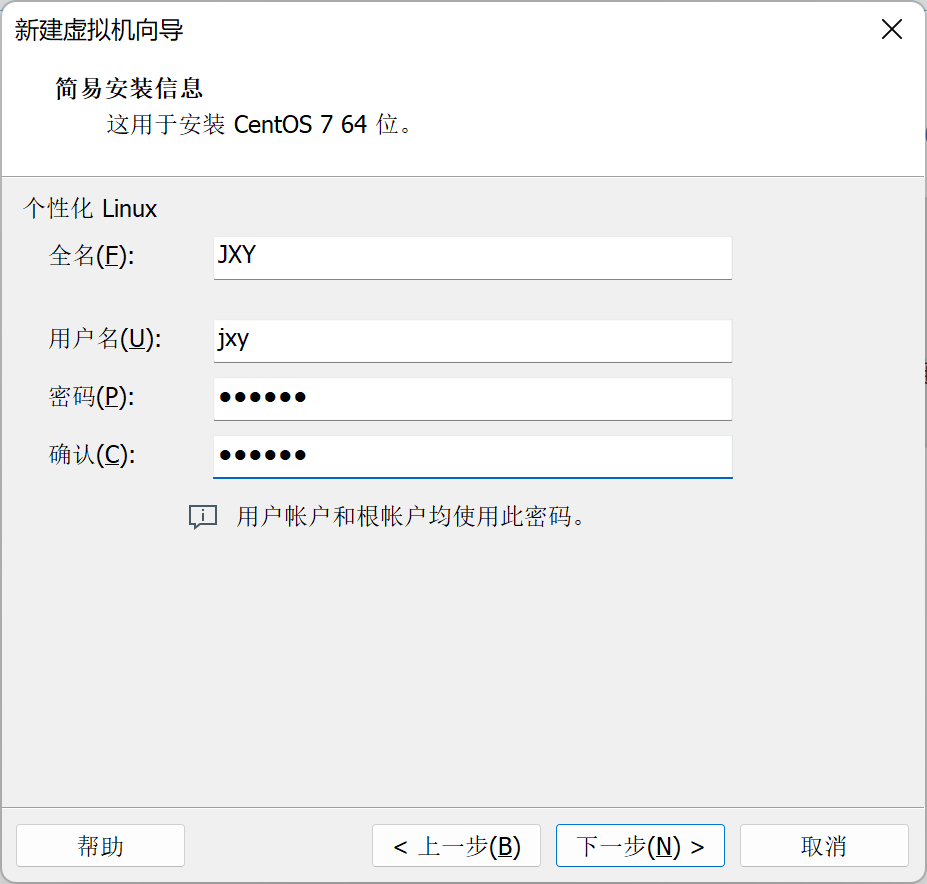 新建虚拟机向导
简易安装信息
这用于安装 CentOS 7 64 位。
个性化 Linux
全名(F): JXY
用户名(U): jxy
密码(P): ●●●●●●
确认(C): ●●●●●●
用户帐户和根帐户均使用此密码。
帮助 < 上一步(B) 下一步(N) > 取消